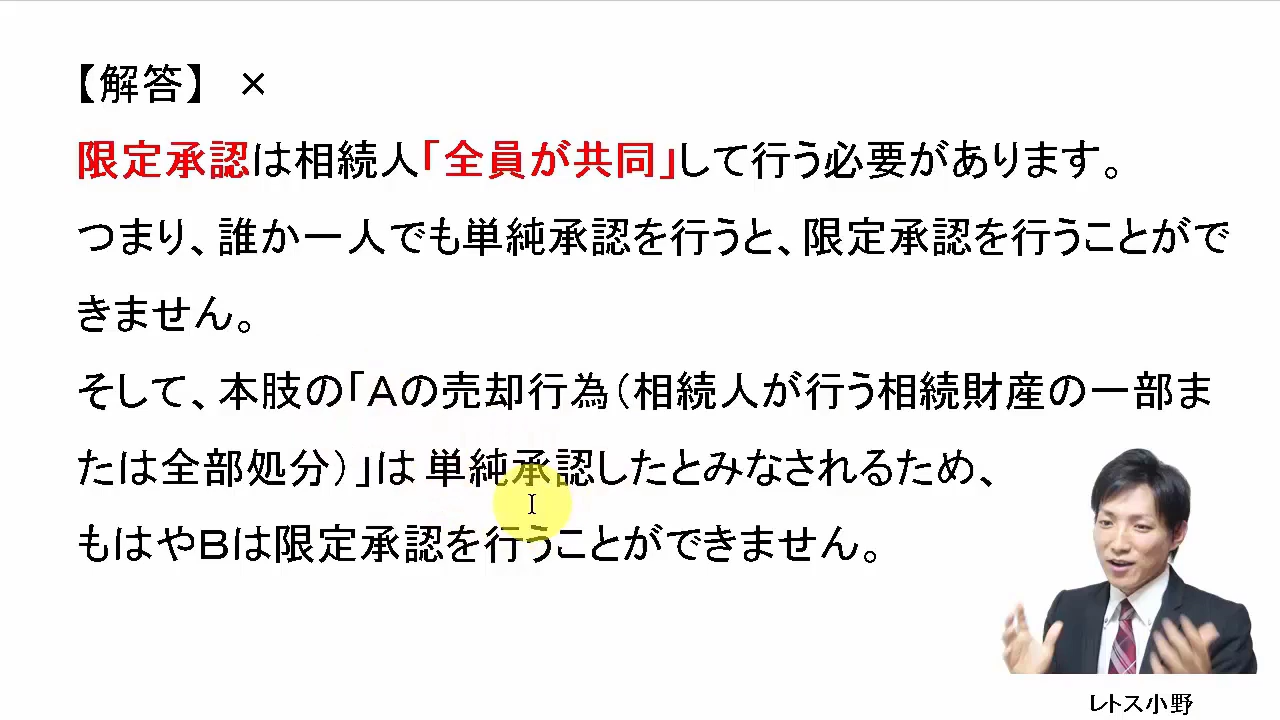 【解答】 ×
限定承認は相続人「全員が共同」して行う必要があります。
つまり、誰か一人でも単純承認を行うと、限定承認を行うことがで
きません。
そして、本肢の「Aの売却行為（相続人が行う相続財産の一部ま
たは全部処分）」は単純承認したとみなされるため、
もはやBは限定承認を行うことができません。
レトス小野